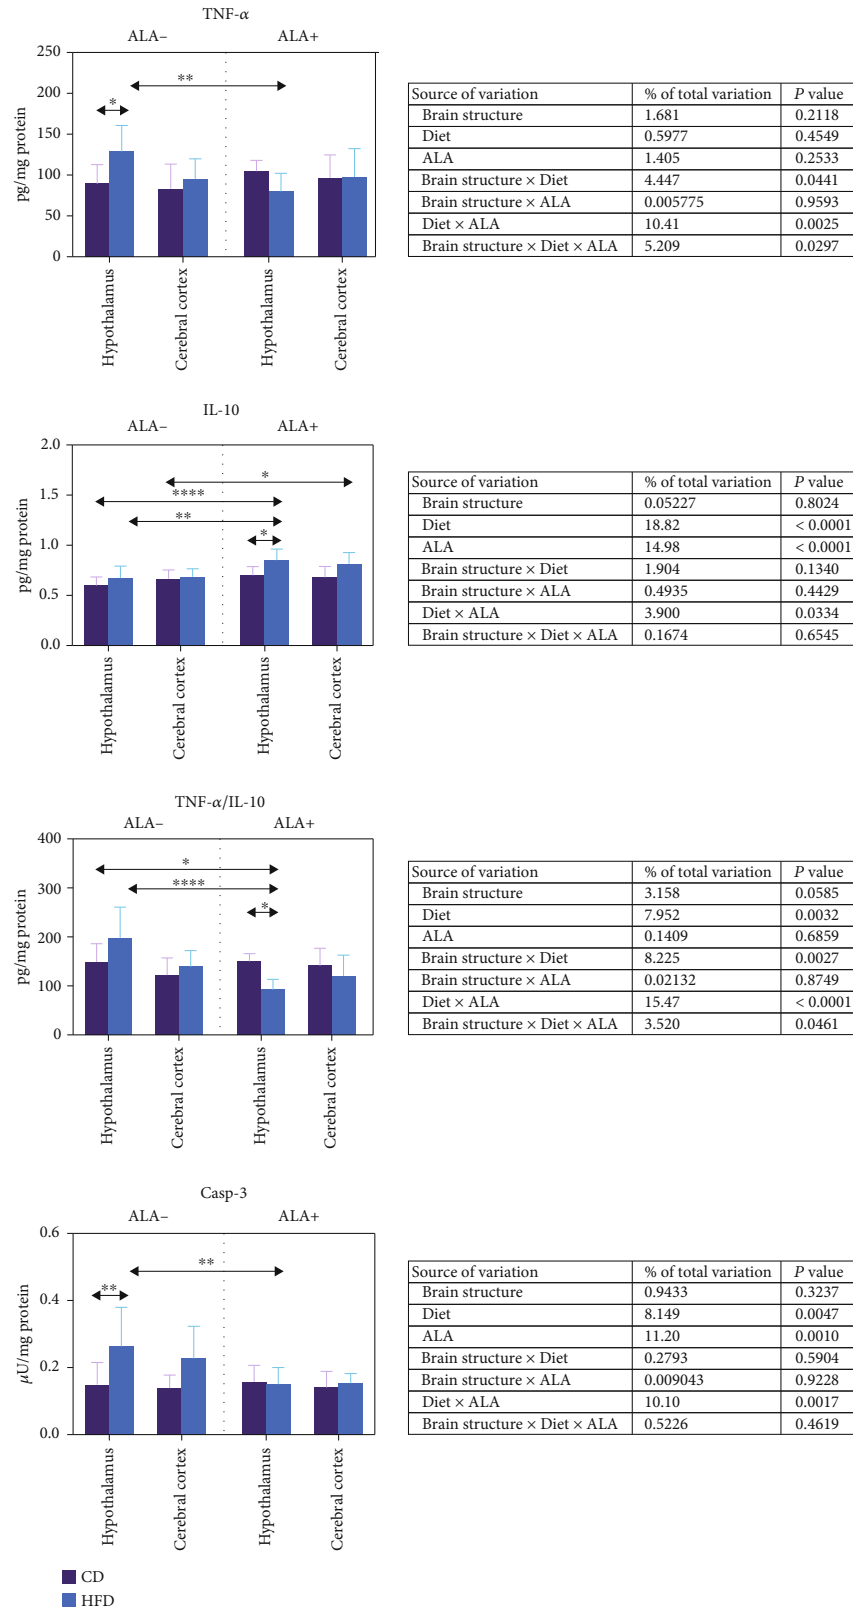 TNF-α
ALA−
ALA+
250
200
150
100
50
0
pg/mg protein
*
**
Hypothalamus
Cerebral cortex
Hypothalamus
Cerebral cortex
Source of variation % of total variation P value
Brain structure 1.681 0.2118
Diet 0.5977 0.4549
ALA 1.405 0.2533
Brain structure × Diet 4.447 0.0441
Brain structure × ALA 0.005775 0.9593
Diet × ALA 10.41 0.0025
Brain structure × Diet × ALA 5.209 0.0297
IL-10
ALA−
ALA+
2.0
1.5
1.0
0.5
0.0
pg/mg protein
*
****
**
*
Hypothalamus
Cerebral cortex
Hypothalamus
Cerebral cortex
Source of variation % of total variation P value
Brain structure 0.05227 0.8024
Diet 18.82 < 0.0001
ALA 14.98 < 0.0001
Brain structure × Diet 1.904 0.1340
Brain structure × ALA 0.4935 0.4429
Diet × ALA 3.900 0.0334
Brain structure × Diet × ALA 0.1674 0.6545
TNF-α/IL-10
ALA−
ALA+
400
300
200
100
0
pg/mg protein
*
****
*
Hypothalamus
Cerebral cortex
Hypothalamus
Cerebral cortex
Source of variation % of total variation P value
Brain structure 3.158 0.0585
Diet 7.952 0.0032
ALA 0.1409 0.6859
Brain structure × Diet 8.225 0.0027
Brain structure × ALA 0.02132 0.8749
Diet × ALA 15.47 < 0.0001
Brain structure × Diet × ALA 3.520 0.0461
Casp-3
ALA−
ALA+
0.6
0.4
0.2
0.0
μU/mg protein
**
**
Hypothalamus
Cerebral cortex
Hypothalamus
Cerebral cortex
Source of variation % of total variation P value
Brain structure 0.9433 0.3237
Diet 8.149 0.0047
ALA 11.20 0.0010
Brain structure × Diet 0.2793 0.5904
Brain structure × ALA 0.009043 0.9228
Diet × ALA 10.10 0.0017
Brain structure × Diet × ALA 0.5226 0.4619
CD
HFD